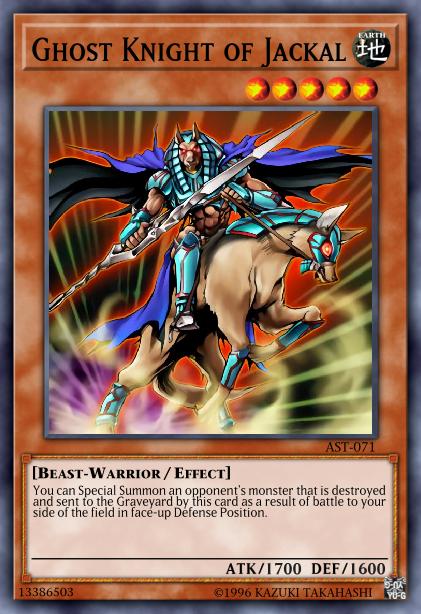 GHOST KNIGHT OF JACKAL
EARTH
地
AST-071
[BEAST-WARRIOR / EFFECT]
You can Special Summon an opponent's monster that is destroyed
and sent to the Graveyard by this card as a result of battle to your
side of the field in face-up Defense Position.
ATK/1700 DEF/1600
13386503
©1996 KAZUKI TAKAHASHI